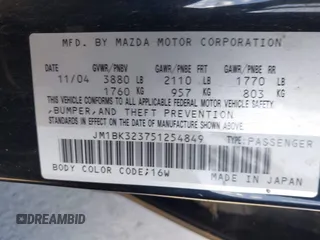 MFD. BY MAZDA MOTOR CORPORATION
GVWR/PNBV GAWR/PNBE FRT GAWR/PNBE RR
11/04 3880 LB 2110 LB 1770 LB
1760 KG 957 KG 803 KG
THIS VEHICLE CONFORMS TO ALL APPLICABLE FEDERAL MOTOR VEHICLE SAFETY
,BUMPER,AND THEFT PREVENTION
STANDARDS IN EFFECT ON THE DATE OF MANUFACTURE SHOWN ABOVE.
JM1BK323751254849 TYPE:PASSENGER
BODY COLOR CODE;16W MADE IN JAPAN
DREAMBID